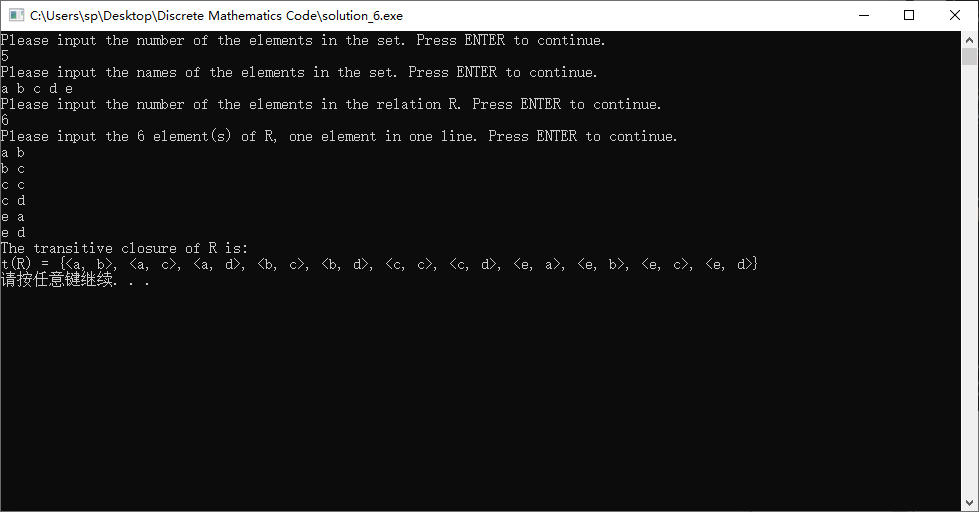 C:\Users\sp\Desktop\Discrete Mathematics Code\solution_6.exe
Please input the number of the elements in the set. Press ENTER to continue.
5
Please input the names of the elements in the set. Press ENTER to continue.
a b c d e
Please input the number of the elements in the relation R. Press ENTER to continue.
6
Please input the 6 element(s) of R, one element in one line. Press ENTER to continue.
a b
b c
c c
c d
e a
e d
The transitive closure of R is:
t(R) = {<a, b>, <a, c>, <a, d>, <b, c>, <b, d>, <c, c>, <c, d>, <e, a>, <e, b>, <e, c>, <e, d>}
请按任意键继续. . .